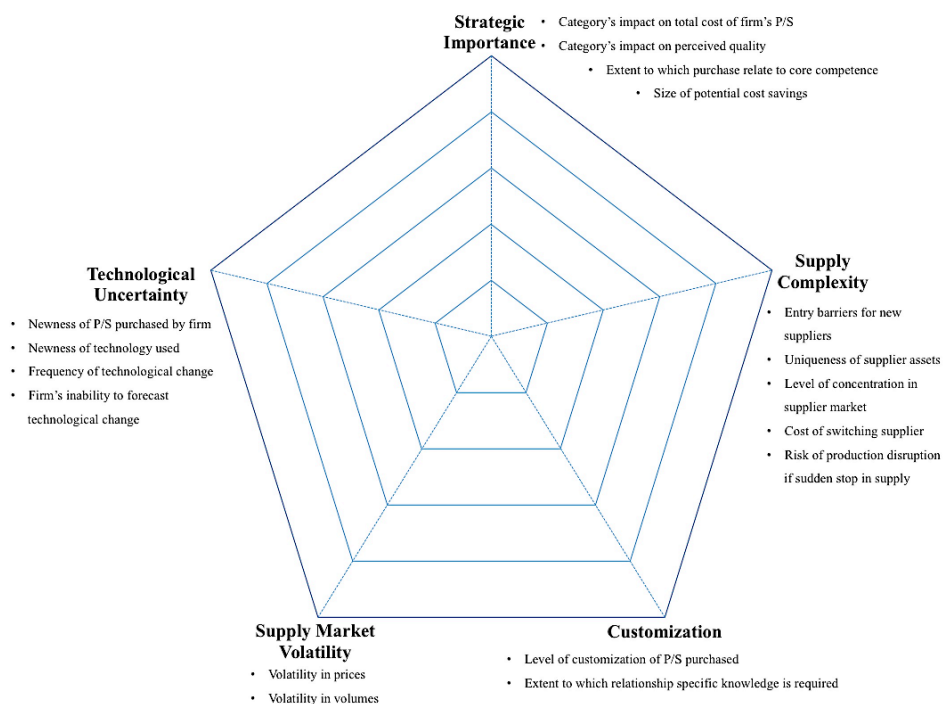 Strategic
Importance
• Category’s impact on total cost of firm’s P/S
• Category’s impact on perceived quality
• Extent to which purchase relate to core competence
• Size of potential cost savings
Technological
Uncertainty
• Newness of P/S purchased by firm
• Newness of technology used
• Frequency of technological change
• Firm’s inability to forecast
technological change
Supply
Complexity
• Entry barriers for new
suppliers
• Uniqueness of supplier assets
• Level of concentration in
supplier market
• Cost of switching supplier
• Risk of production disruption
if sudden stop in supply
Supply Market
Volatility
• Volatility in prices
• Volatility in volumes
Customization
• Level of customization of P/S purchased
• Extent to which relationship specific knowledge is required